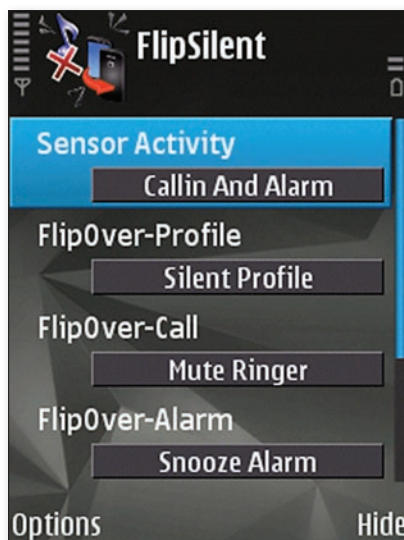 FlipSilent
Sensor Activity
Callin And Alarm
FlipOver-Profile
Silent Profile
FlipOver-Call
Mute Ringer
FlipOver-Alarm
Snooze Alarm
Options Hide